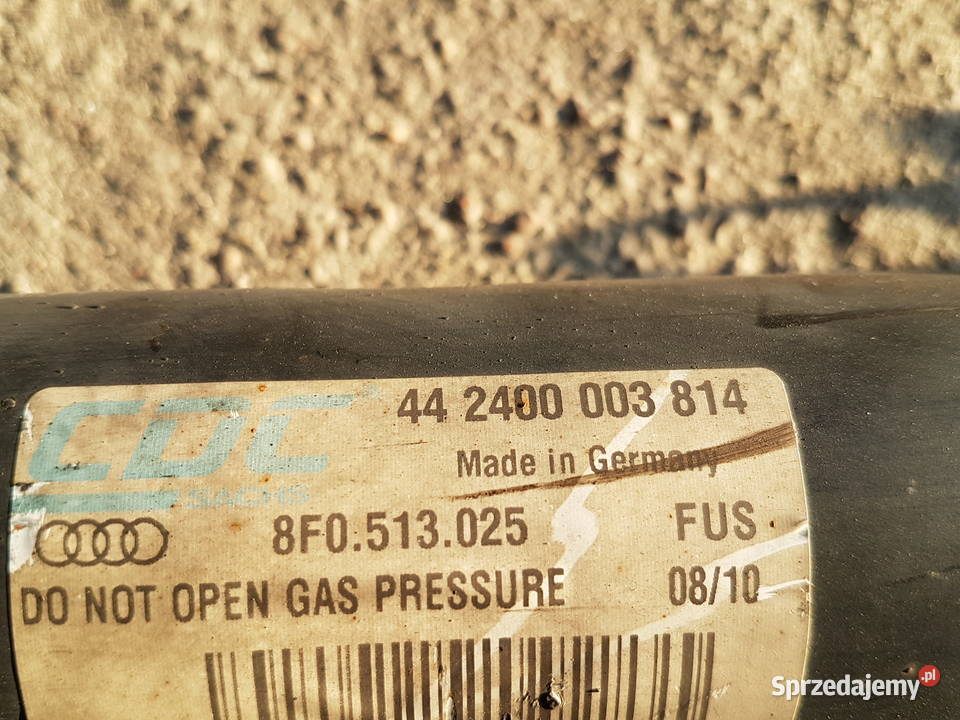 CDC
SACHS
44 2400 003 814
Made in Germany
8F0.513.025 FUS
DO NOT OPEN GAS PRESSURE 08/10
Sprzedajemy.pl